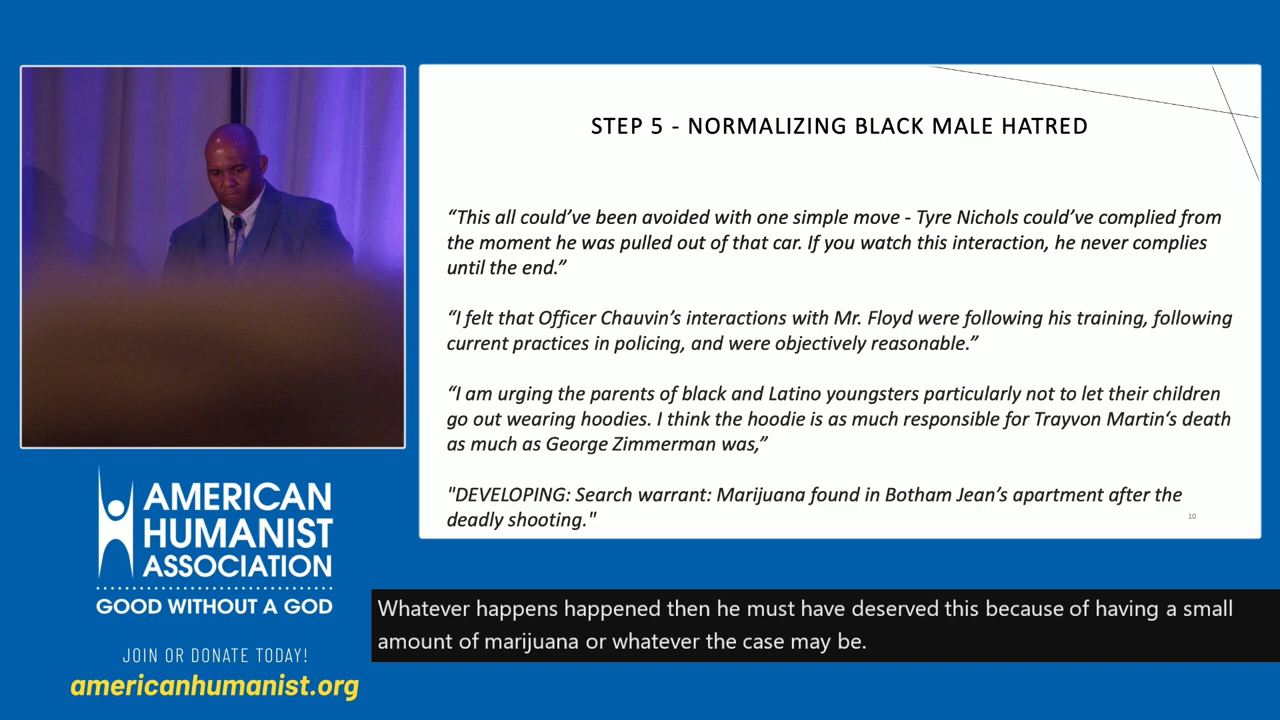 STEP 5 - NORMALIZING BLACK MALE HATRED
“This all could’ve been avoided with one simple move - Tyre Nichols could’ve complied from
the moment he was pulled out of that car. If you watch this interaction, he never complies
until the end.”
“I felt that Officer Chauvin’s interactions with Mr. Floyd were following his training, following
current practices in policing, and were objectively reasonable.”
“I am urging the parents of black and Latino youngsters particularly not to let their children
go out wearing hoodies. I think the hoodie is as much responsible for Trayvon Martin‘s death
as much as George Zimmerman was,”
"DEVELOPING: Search warrant: Marijuana found in Botham Jean’s apartment after the
deadly shooting."
10
AMERICAN
HUMANIST
ASSOCIATION
GOOD WITHOUT A GOD
JOIN OR DONATE TODAY!
americanhumanist.org
Whatever happens happened then he must have deserved this because of having a small
amount of marijuana or whatever the case may be.